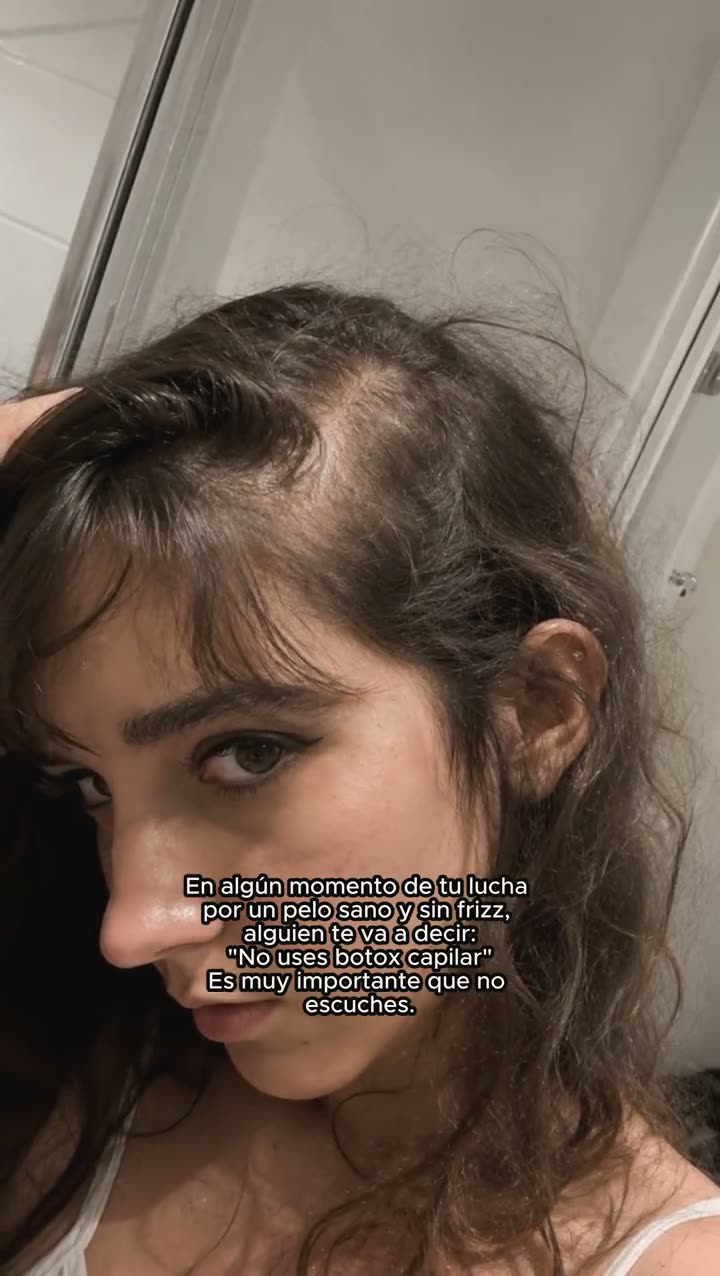 En algún momento de tu lucha
por un pelo sano y sin frizz,
alguien te va a decir:
"No uses botox capilar"
Es muy importante que no
escuches.